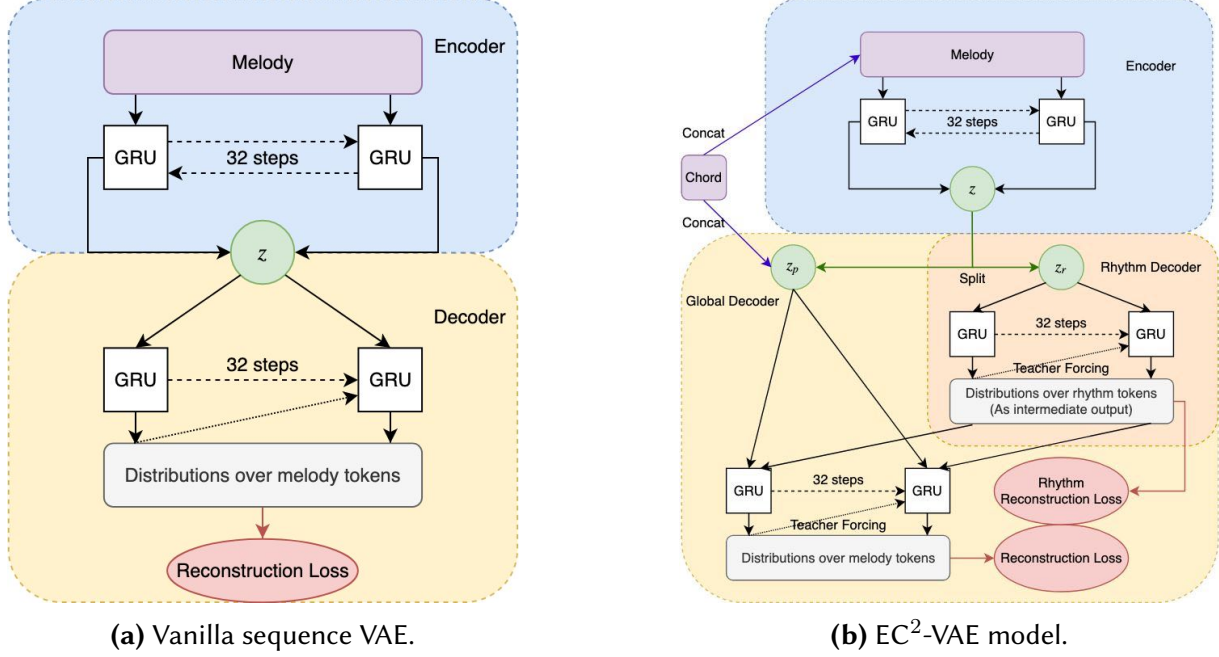 Encoder
Melody
GRU
32 steps
GRU
z
Decoder
GRU
32 steps
GRU
Distributions over melody tokens
Reconstruction Loss
(a) Vanilla sequence VAE.
Melody
Encoder
Concat
GRU
32 steps
GRU
Chord
z
Concat
z_p
Split
z_r
Rhythm Decoder
Global Decoder
GRU
32 steps
GRU
Teacher Forcing
Distributions over rhythm tokens
(As intermediate output)
GRU
32 steps
GRU
Teacher Forcing
Rhythm
Reconstruction Loss
Distributions over melody tokens
Reconstruction Loss
(b) EC²-VAE model.